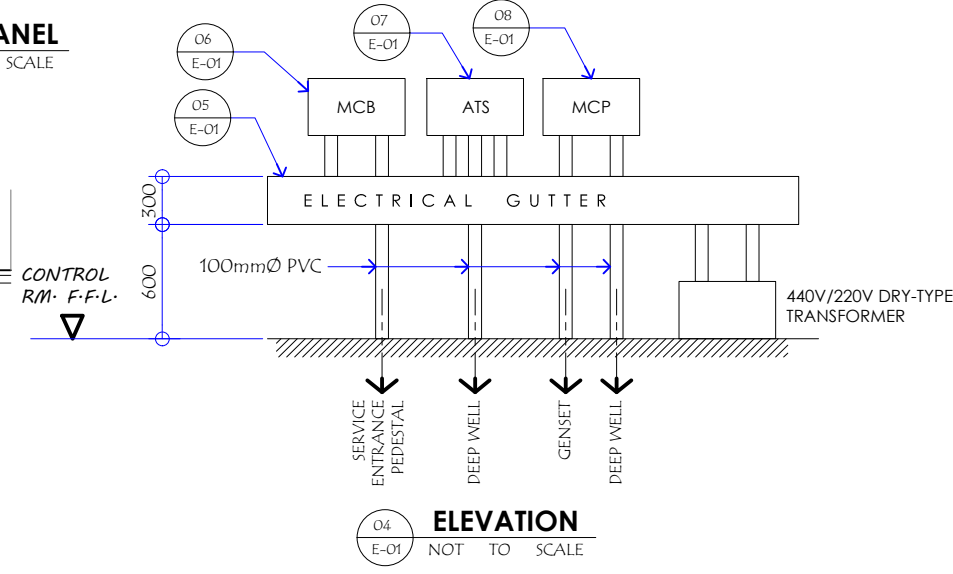 ANEL
SCALE
06
E-01
07
E-01
08
E-01
05
E-01
MCB
ATS
MCP
ELECTRICAL GUTTER
300
600
100mmØ PVC
CONTROL
RM. F.F.L.
440V/220V DRY-TYPE
TRANSFORMER
SERVICE
ENTRANCE
PEDESTAL
DEEP WELL
GENSET
DEEP WELL
04
E-01
ELEVATION
NOT TO SCALE